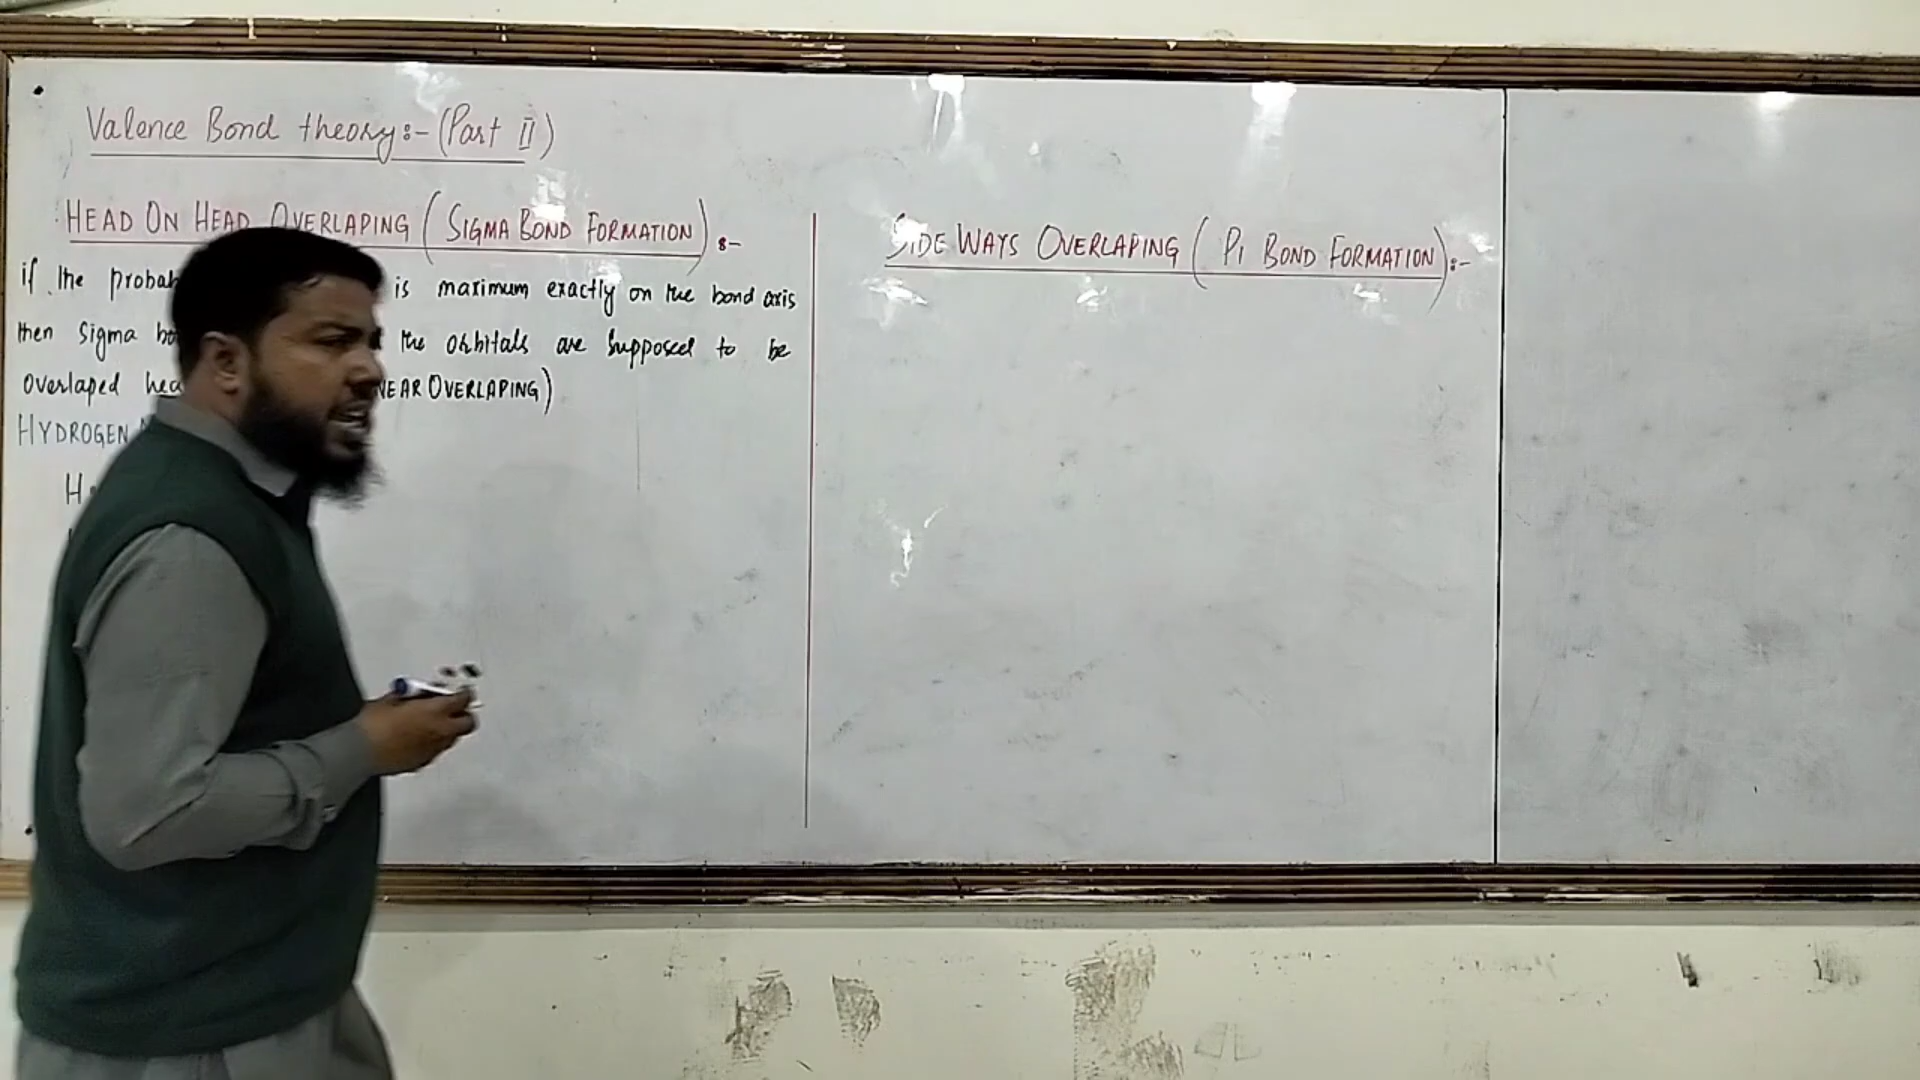 Valence Bond theory:- (Part II)
HEAD ON HEAD OVERLAPING (SIGMA BOND FORMATION) :-
if the is maximum exactly on the bond axis
then Sigma the orbitals are supposed to be
overlaped OVERLAPING)
HYDROGEN
H
SIDE WAYS OVERLAPING ( PI BOND FORMATION) :-